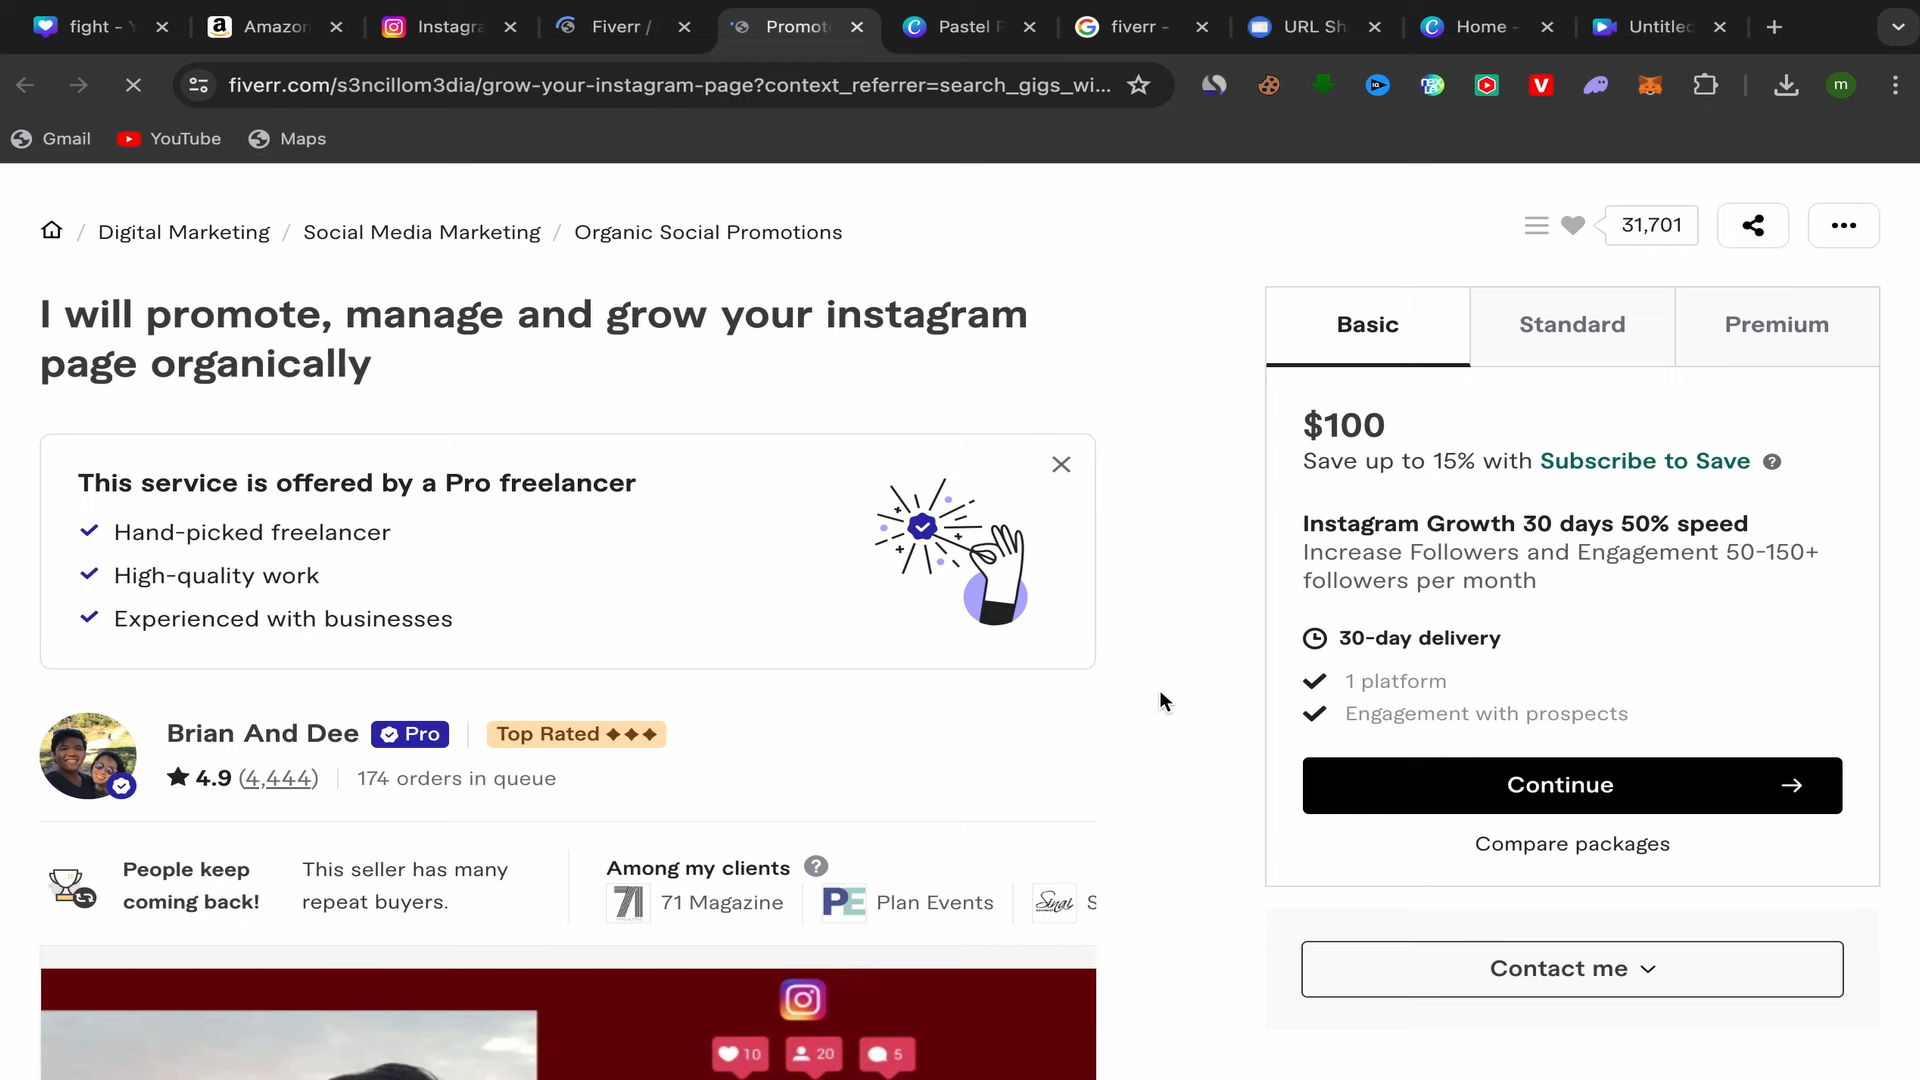 fight - Y
Amazon
Instagra
Fiverr /
Promot
Pastel P
fiverr -
URL Sh
Home -
Untitled
fiverr.com/s3ncillom3dia/grow-your-instagram-page?context_referrer=search_gigs_wi...
m
Gmail
YouTube
Maps
/ Digital Marketing / Social Media Marketing / Organic Social Promotions
31,701
I will promote, manage and grow your instagram
page organically
This service is offered by a Pro freelancer
Hand-picked freelancer
High-quality work
Experienced with businesses
Brian And Dee
Pro
Top Rated
4.9 (4,444)
174 orders in queue
People keep
coming back!
This seller has many
repeat buyers.
Among my clients ?
71
71 Magazine
PE
Plan Events
Sinai
S
10
20
5
Basic
Standard
Premium
$100
Save up to 15% with Subscribe to Save ?
Instagram Growth 30 days 50% speed
Increase Followers and Engagement 50-150+
followers per month
30-day delivery
1 platform
Engagement with prospects
Continue
Compare packages
Contact me